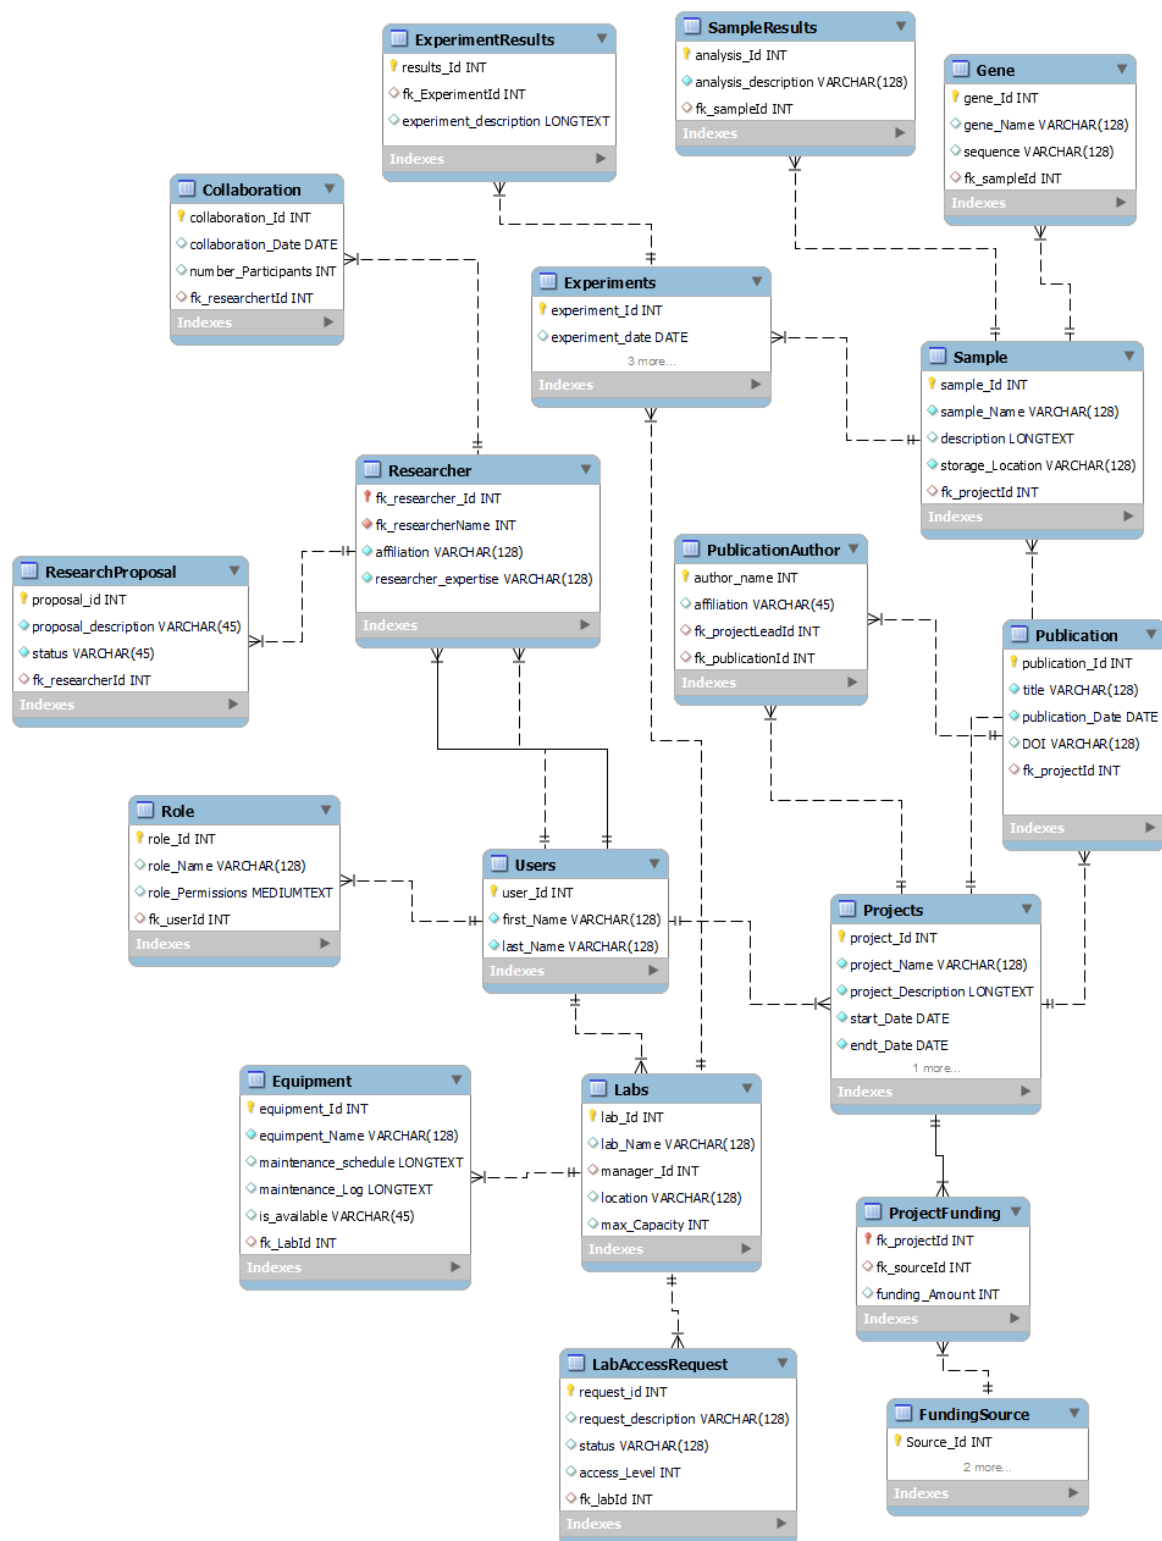 ExperimentResults
results_Id INT
fk_ExperimentId INT
experiment_description LONGTEXT
Indexes
SampleResults
analysis_Id INT
analysis_description VARCHAR(128)
fk_sampleId INT
Indexes
Gene
gene_Id INT
gene_Name VARCHAR(128)
sequence VARCHAR(128)
fk_sampleId INT
Indexes
Collaboration
collaboration_Id INT
collaboration_Date DATE
number_Participants INT
fk_researchertId INT
Indexes
Experiments
experiment_Id INT
experiment_date DATE
3 more...
Indexes
Sample
sample_Id INT
sample_Name VARCHAR(128)
description LONGTEXT
storage_Location VARCHAR(128)
fk_projectId INT
Indexes
Researcher
fk_researcher_Id INT
fk_researcherName INT
affiliation VARCHAR(128)
researcher_expertise VARCHAR(128)
Indexes
ResearchProposal
proposal_id INT
proposal_description VARCHAR(45)
status VARCHAR(45)
fk_researcherId INT
Indexes
PublicationAuthor
author_name INT
affiliation VARCHAR(45)
fk_projectLeadId INT
fk_publicationId INT
Indexes
Publication
publication_Id INT
title VARCHAR(128)
publication_Date DATE
DOI VARCHAR(128)
fk_projectId INT
Indexes
Role
role_Id INT
role_Name VARCHAR(128)
role_Permissions MEDIUMTEXT
fk_userId INT
Indexes
Users
user_Id INT
first_Name VARCHAR(128)
last_Name VARCHAR(128)
Indexes
Projects
project_Id INT
project_Name VARCHAR(128)
project_Description LONGTEXT
start_Date DATE
endt_Date DATE
1 more...
Indexes
Equipment
equipment_Id INT
equimpent_Name VARCHAR(128)
maintenance_schedule LONGTEXT
maintenance_Log LONGTEXT
is_available VARCHAR(45)
fk_LabId INT
Indexes
Labs
lab_Id INT
lab_Name VARCHAR(128)
manager_Id INT
location VARCHAR(128)
max_Capacity INT
Indexes
ProjectFunding
fk_projectId INT
fk_sourceId INT
funding_Amount INT
Indexes
LabAccessRequest
request_id INT
request_description VARCHAR(128)
status VARCHAR(128)
access_Level INT
fk_labId INT
Indexes
FundingSource
Source_Id INT
2 more...
Indexes